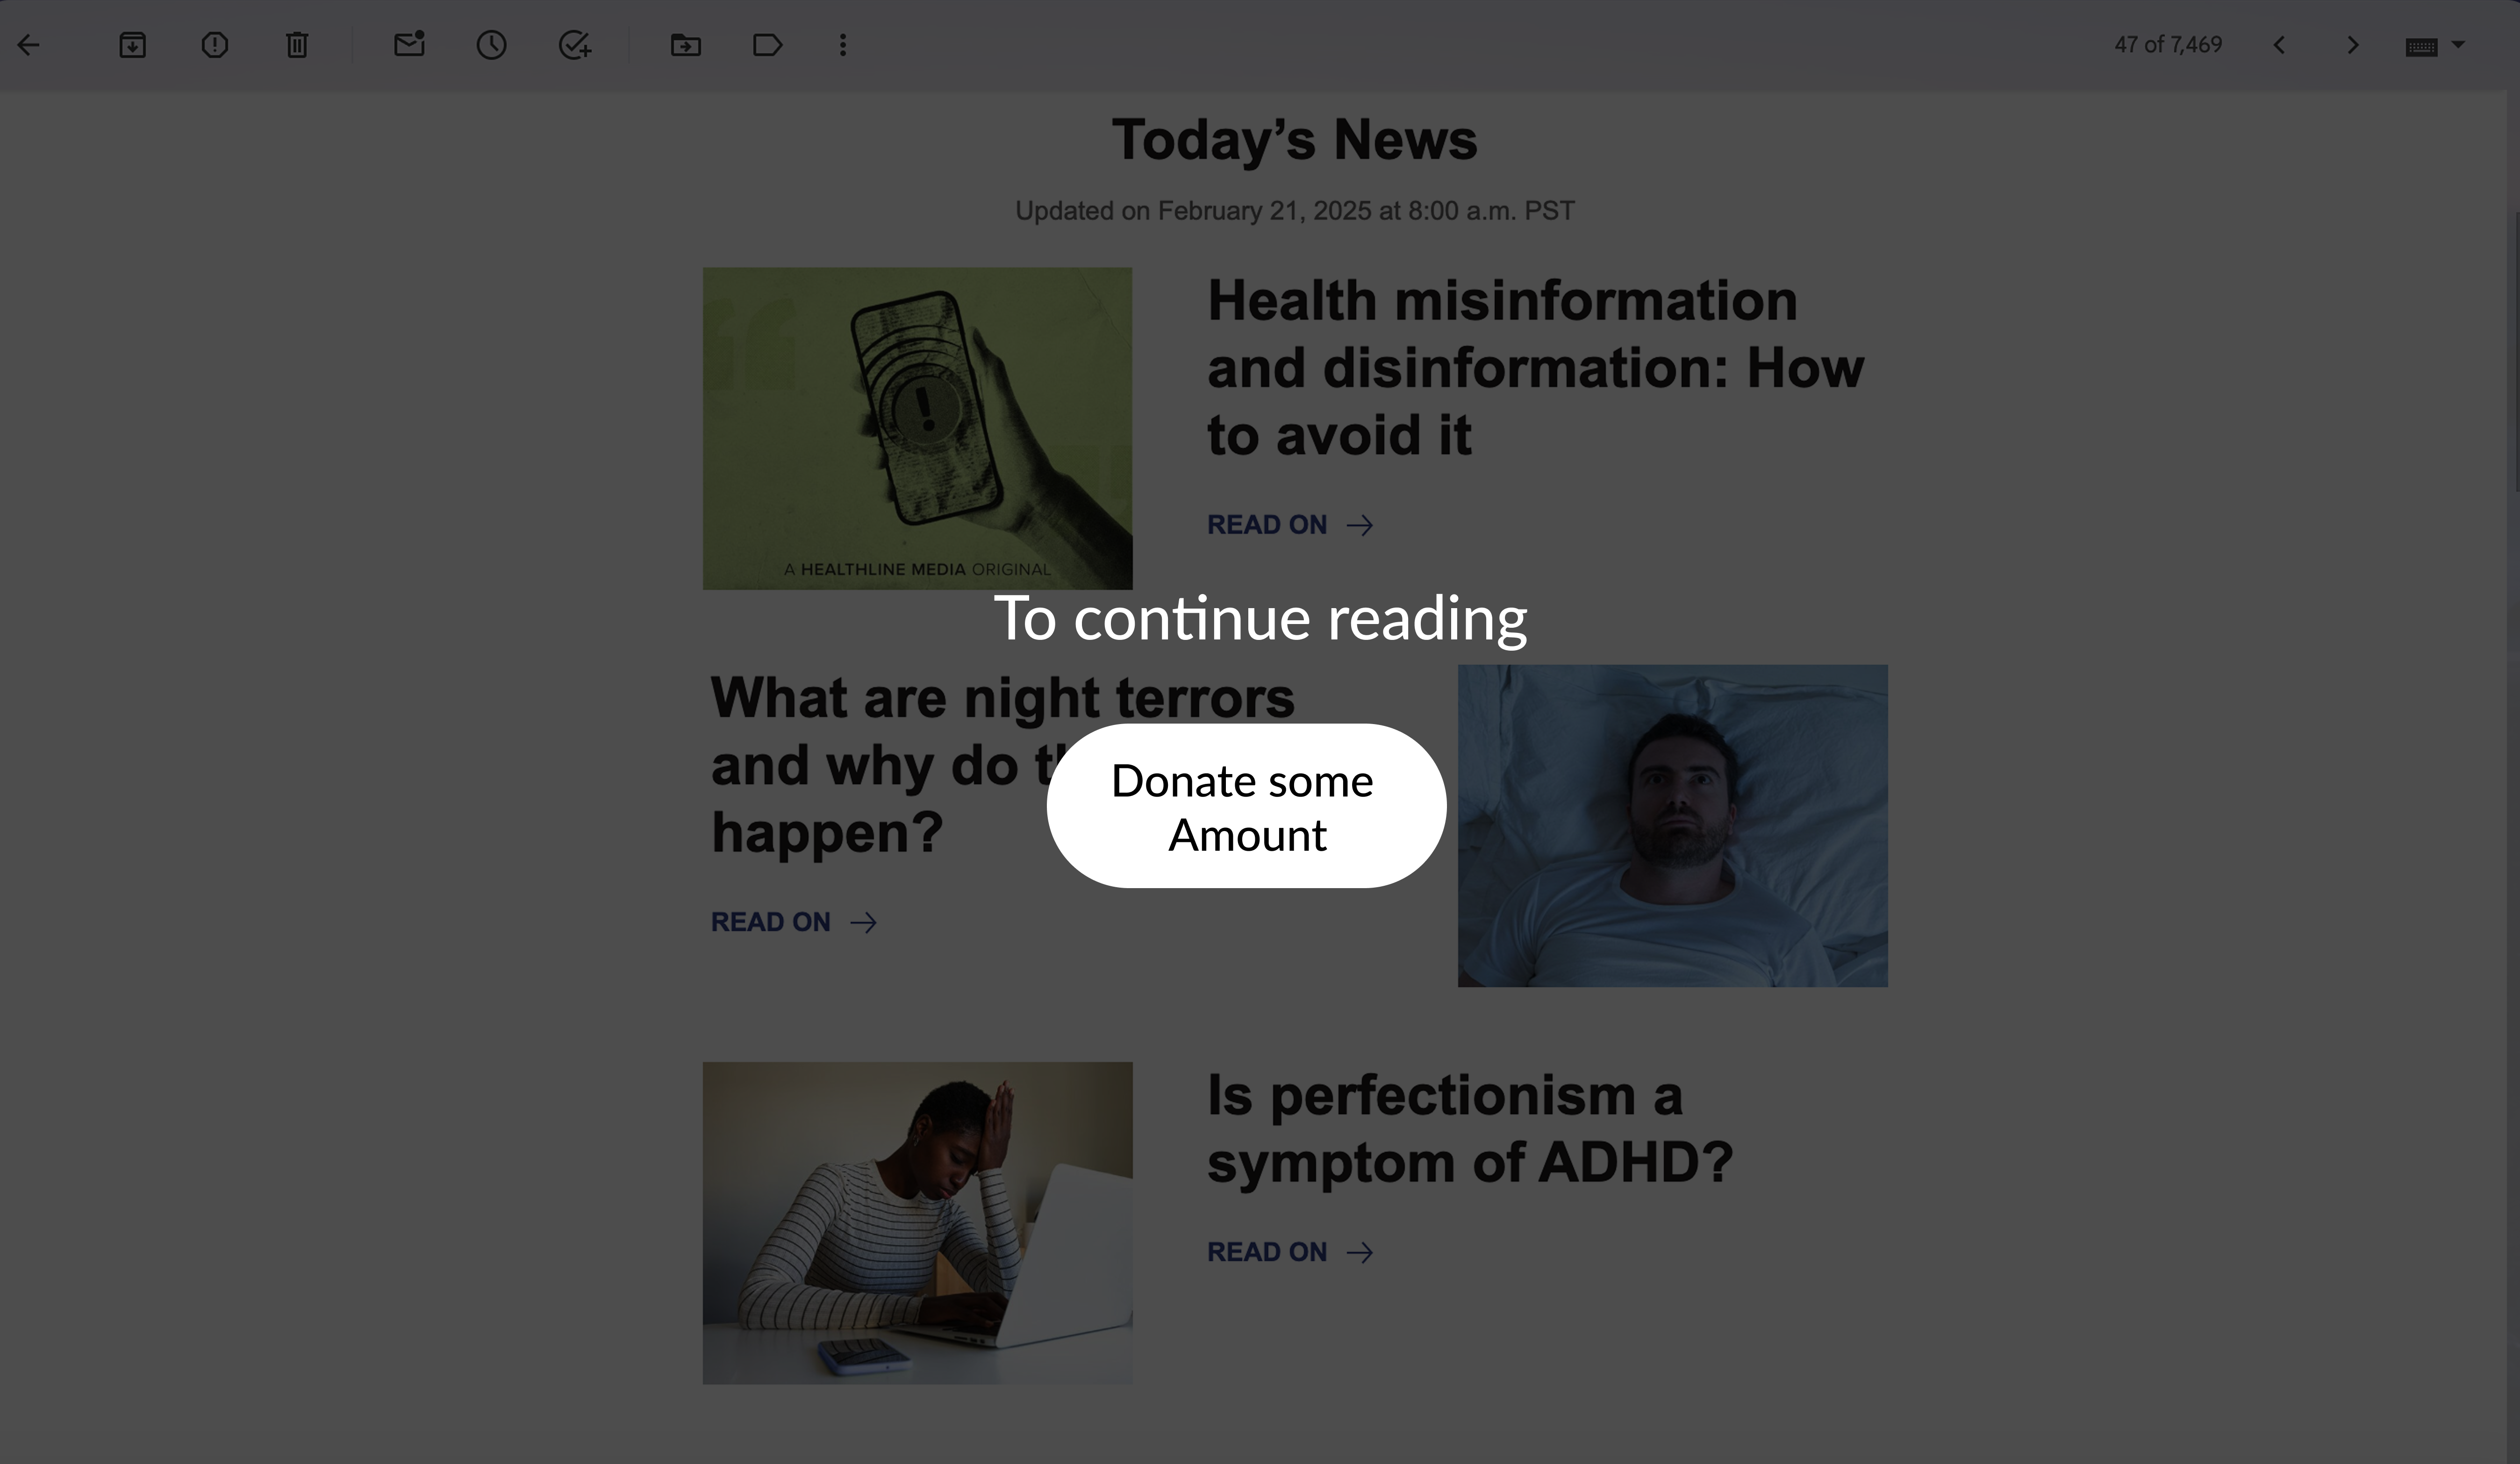 47 of 7,469
Today’s News
Updated on February 21, 2025 at 8:00 a.m. PST
Health misinformation
and disinformation: How
to avoid it
READ ON
A HEALTHLINE MEDIA ORIGINAL
To continue reading
What are night terrors
and why do
happen?
READ ON
Donate some
Amount
Is perfectionism a
symptom of ADHD?
READ ON